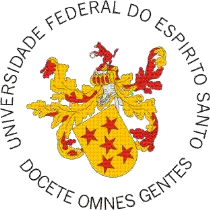 UNIVERSIDADE FEDERAL DO ESPIRITO SANTO
DOCETE OMNES GENTES